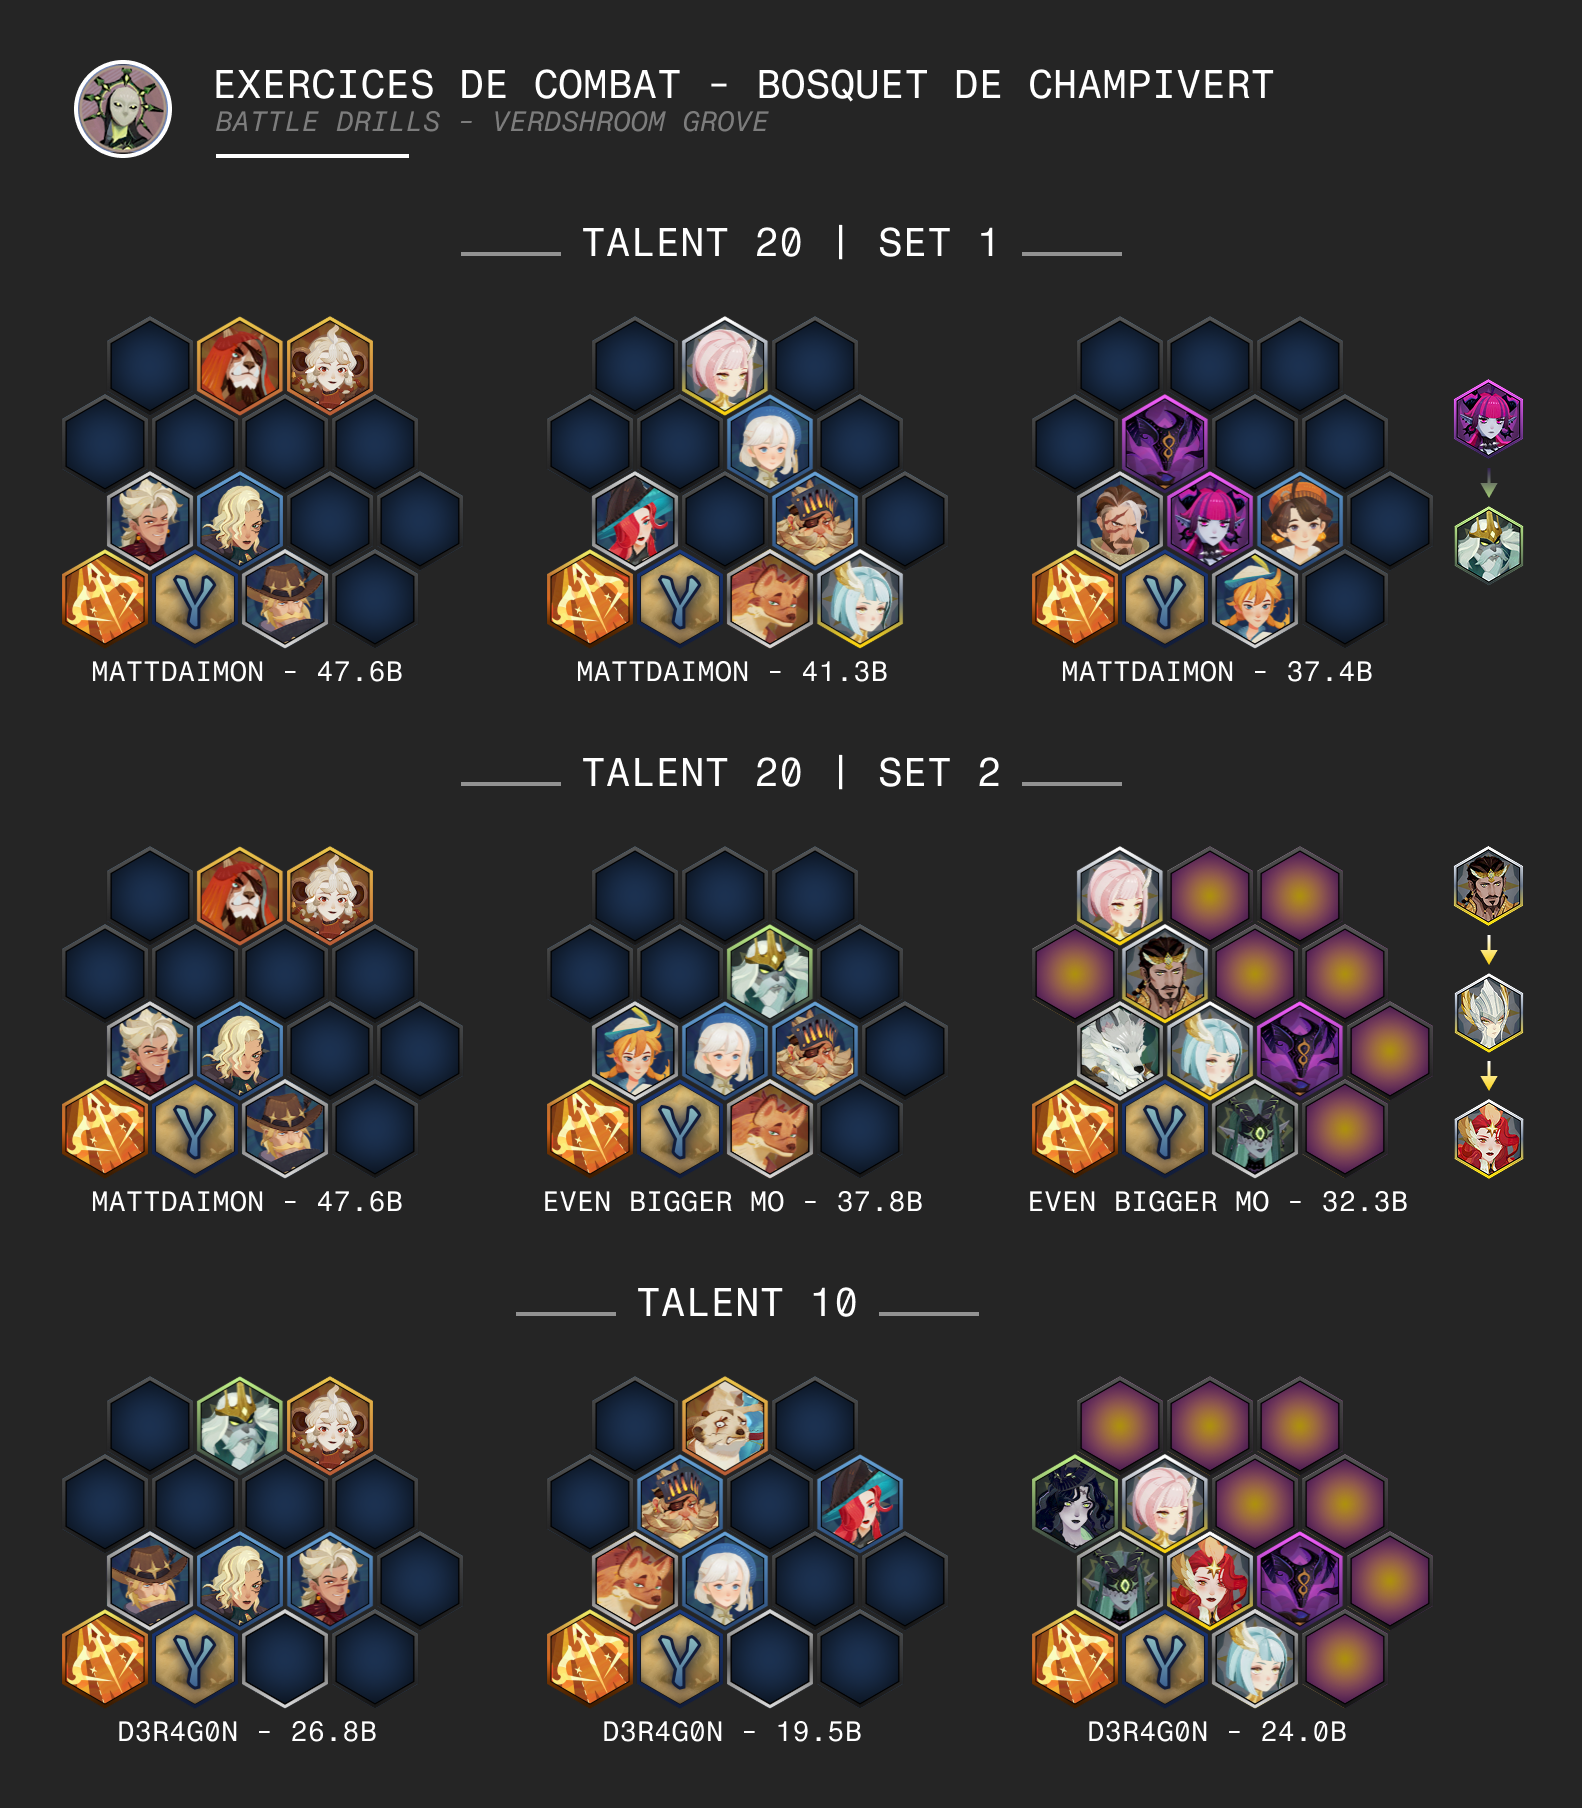 EXERCICES DE COMBAT - BOSQUET DE CHAMPIVERT
BATTLE DRILLS - VERDSHROOM GROVE
TALENT 20 | SET 1
MATTDAIMON - 47.6B
MATTDAIMON - 41.3B
MATTDAIMON - 37.4B
TALENT 20 | SET 2
MATTDAIMON - 47.6B
EVEN BIGGER MO - 37.8B
EVEN BIGGER MO - 32.3B
TALENT 10
D3R4G0N - 26.8B
D3R4G0N - 19.5B
D3R4G0N - 24.0B